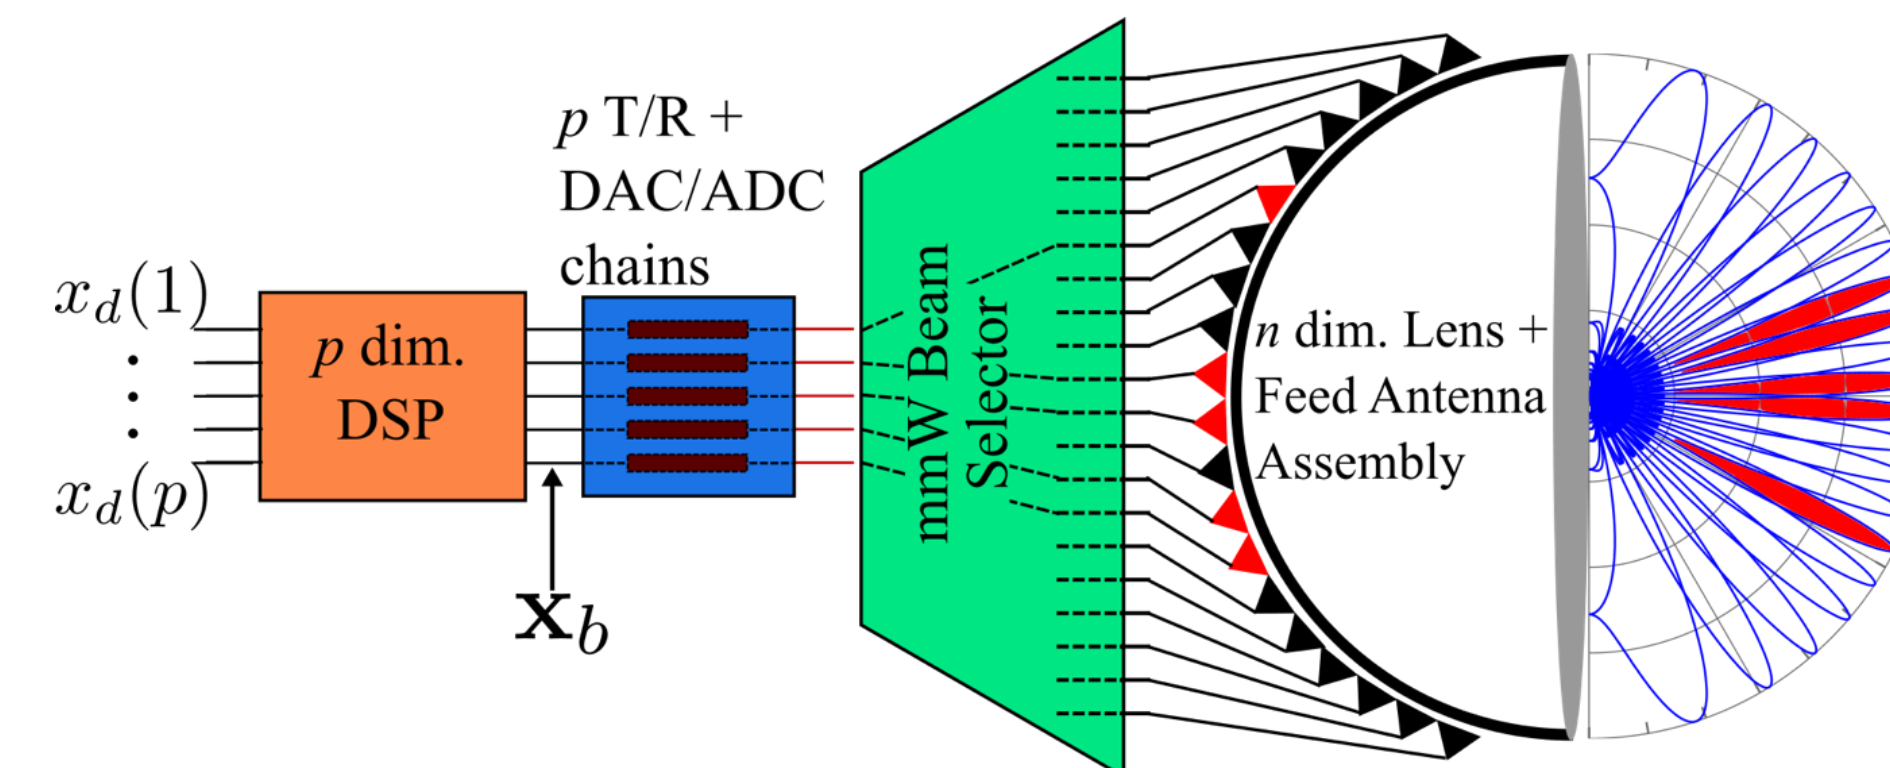 x_d(1)
x_d(p)
p dim.
DSP
x_b
p T/R +
DAC/ADC
chains
mmW Beam
Selector
n dim. Lens +
Feed Antenna
Assembly